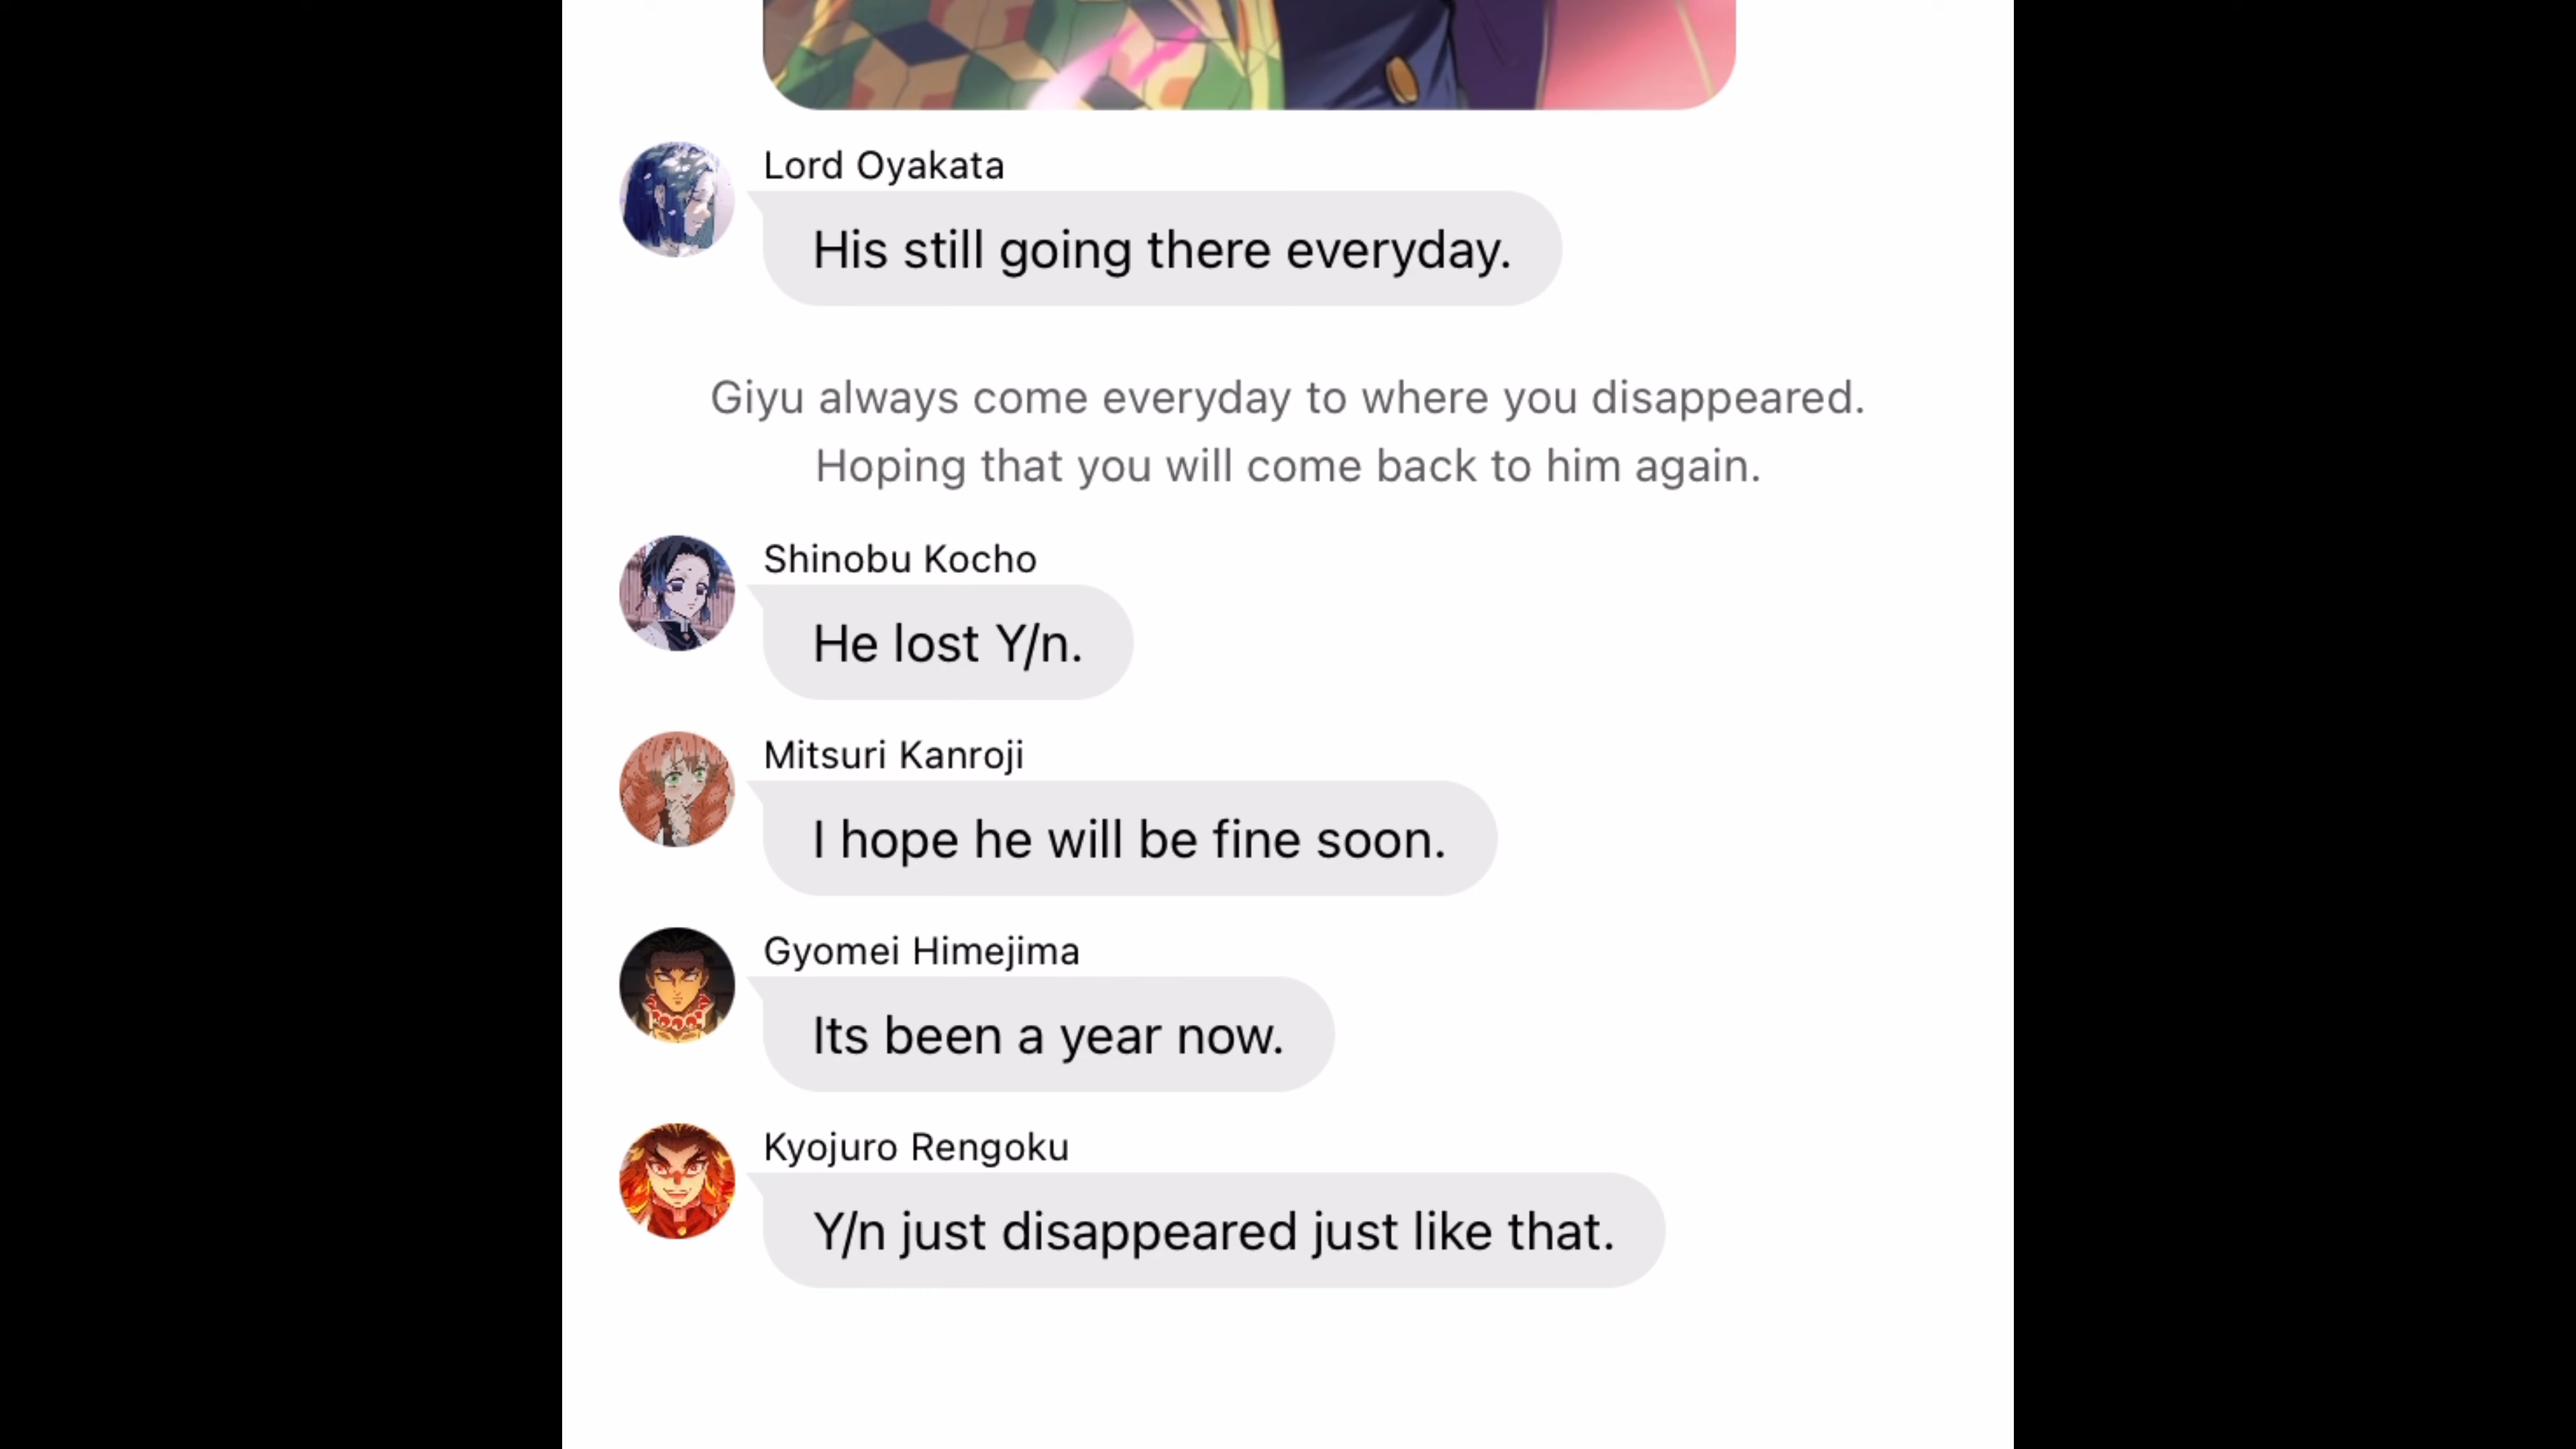 Lord Oyakata
His still going there everyday.
Giyu always come everyday to where you disappeared.
Hoping that you will come back to him again.
Shinobu Kocho
He lost Y/n.
Mitsuri Kanroji
I hope he will be fine soon.
Gyomei Himejima
Its been a year now.
Kyojuro Rengoku
Y/n just disappeared just like that.